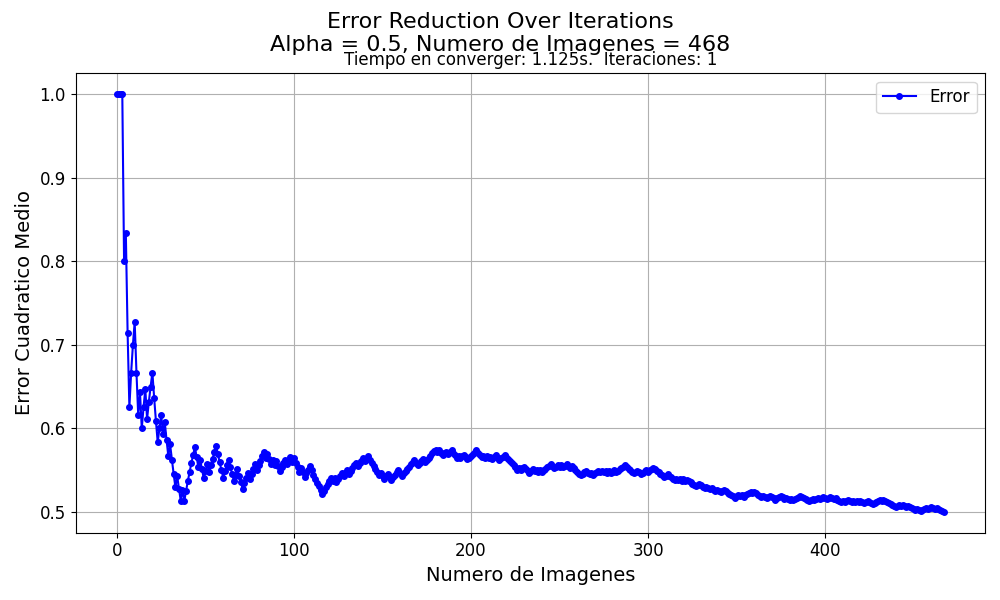 Error Reduction Over Iterations
Alpha = 0.5, Numero de Imagenes = 468
Tiempo en converger: 1.125s.  Iteraciones: 1
Error
Error Cuadratico Medio
1.0
0.9
0.8
0.7
0.6
0.5
0
100
200
300
400
Numero de Imagenes